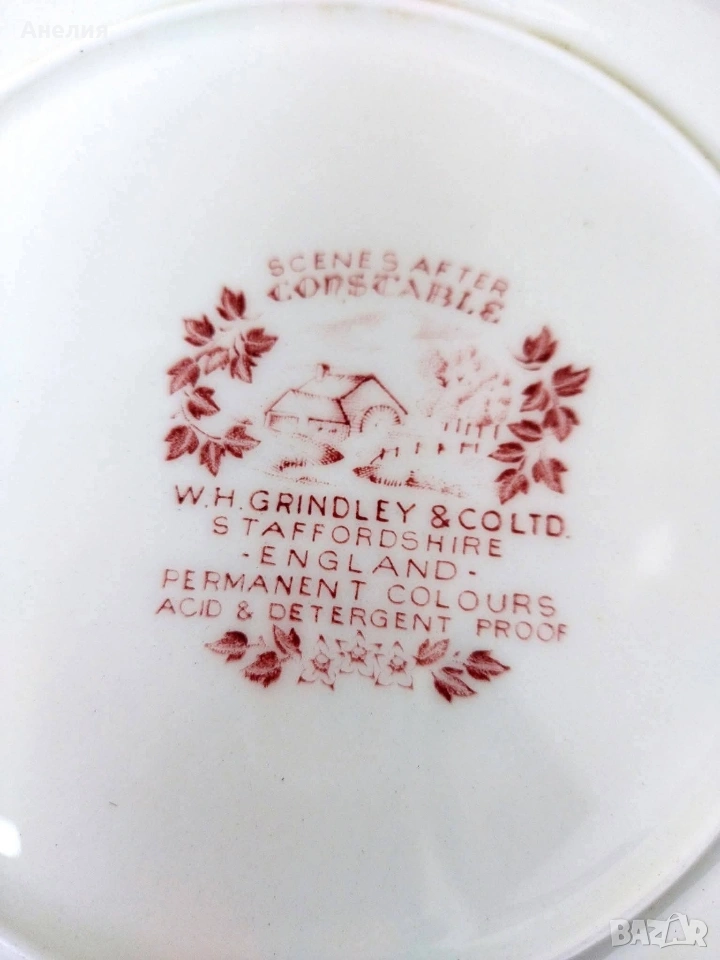 Анелия
SCENES AFTER
CONSTABLE
W.H. GRINDLEY & CO LTD.
STAFFORDSHIRE
- ENGLAND -
PERMANENT COLOURS
ACID & DETERGENT PROOF
BAZAR